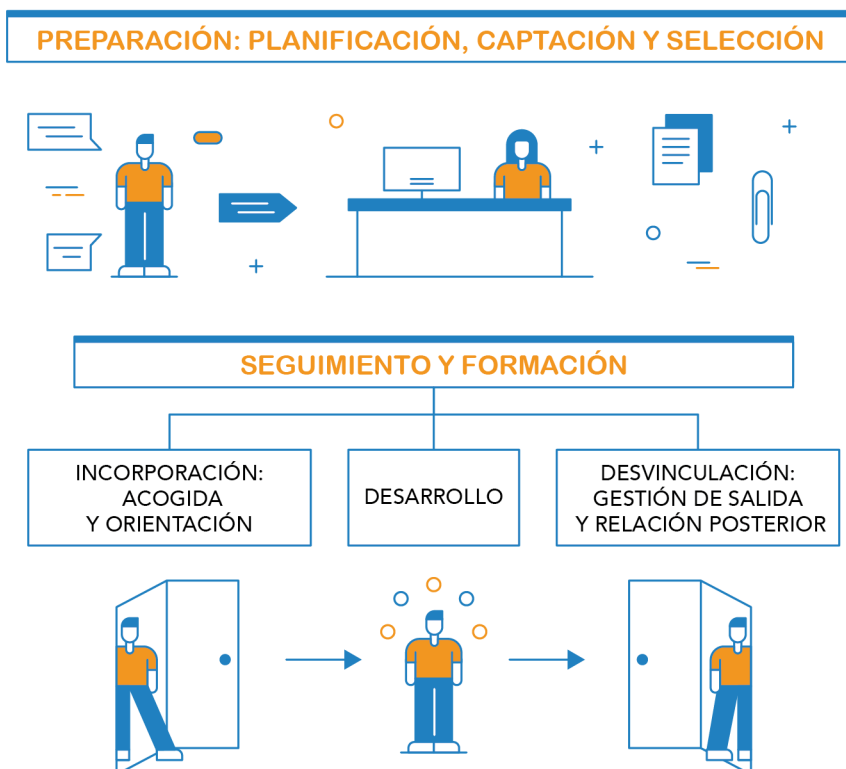 PREPARACIÓN: PLANIFICACIÓN, CAPTACIÓN Y SELECCIÓN
SEGUIMIENTO Y FORMACIÓN
INCORPORACIÓN:
ACOGIDA
Y ORIENTACIÓN
DESARROLLO
DESVINCULACIÓN:
GESTIÓN DE SALIDA
Y RELACIÓN POSTERIOR